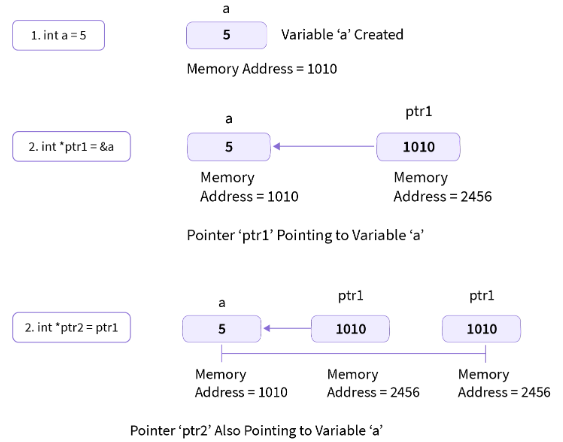 a
1. int a = 5
5
Variable ‘a’ Created
Memory Address = 1010
ptr1
a
2. int *ptr1 = &a
5
1010
Memory
Address = 1010
Memory
Address = 2456
Pointer ‘ptr1’ Pointing to Variable ‘a’
a
ptr1
ptr1
2. int *ptr2 = ptr1
5
1010
1010
Memory
Address = 1010
Memory
Address = 2456
Memory
Address = 2456
Pointer ‘ptr2’ Also Pointing to Variable ‘a’